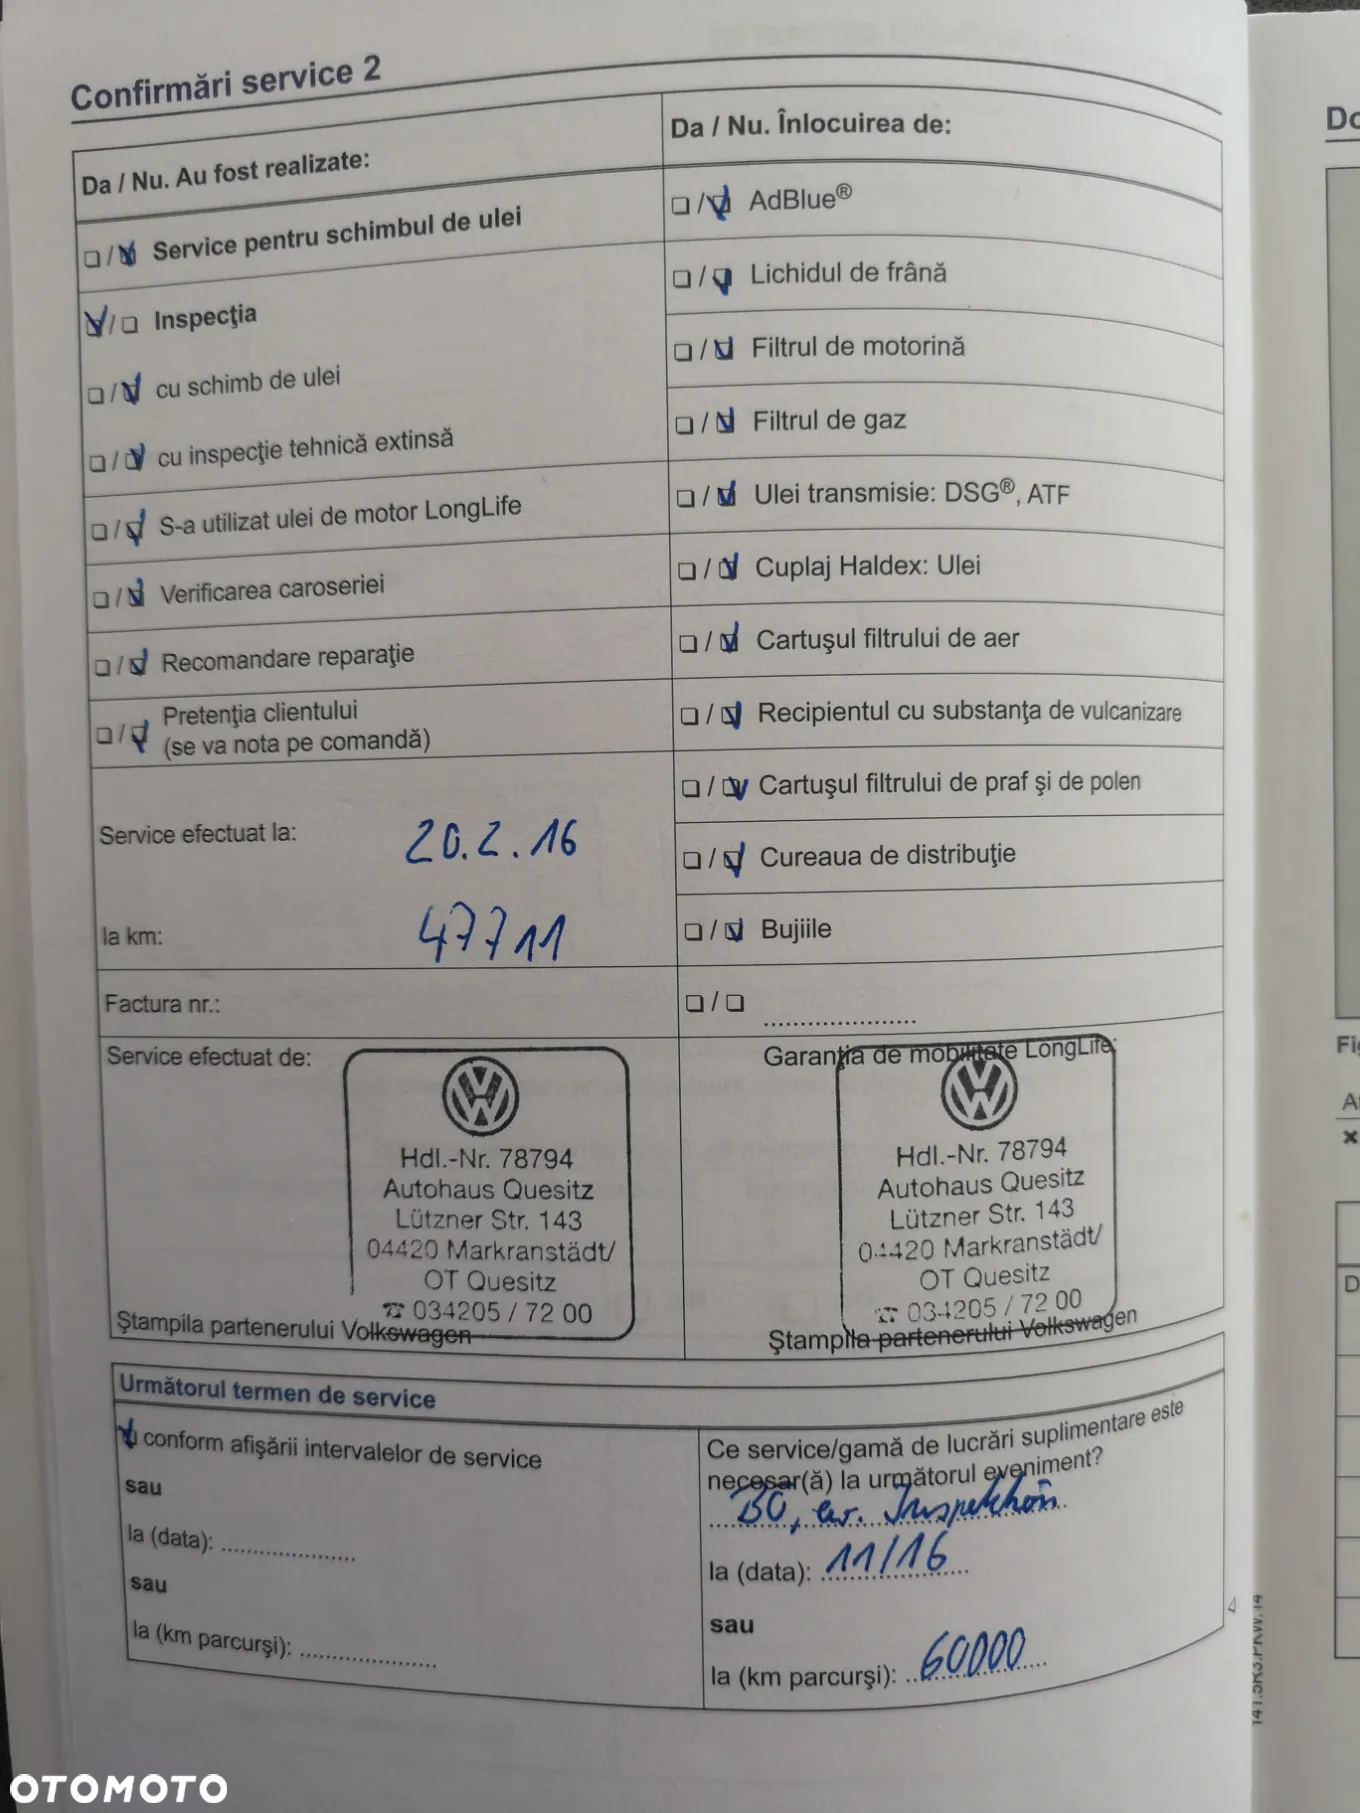 Confirmări service 2
Da / Nu. Au fost realizate:
Service pentru schimbul de ulei
Inspecţia
cu schimb de ulei
cu inspecţie tehnică extinsă
S-a utilizat ulei de motor LongLife
Verificarea caroseriei
Recomandare reparaţie
Pretenţia clientului
(se va nota pe comandă)
Service efectuat la: 20.2.16
la km: 47711
Factura nr.:
Service efectuat de:
Hdl.-Nr. 78794
Autohaus Quesitz
Lützner Str. 143
04420 Markranstädt/
OT Quesitz
☎ 034205 / 72 00
Ştampila partenerului Volkswagen
Da / Nu. Înlocuirea de:
AdBlue®
Lichidul de frână
Filtrul de motorină
Filtrul de gaz
Ulei transmisie: DSG®, ATF
Cuplaj Haldex: Ulei
Cartuşul filtrului de aer
Recipientul cu substanţa de vulcanizare
Cartuşul filtrului de praf şi de polen
Cureaua de distribuţie
Bujiile
Garanţia de mobilitate LongLife:
Hdl.-Nr. 78794
Autohaus Quesitz
Lützner Str. 143
04420 Markranstädt/
OT Quesitz
☎ 034205 / 72 00
Ştampila partenerului Volkswagen
Următorul termen de service
conform afişării intervalelor de service
sau
la (data):
sau
la (km parcurşi):
Ce service/gamă de lucrări suplimentare este
necesar(ă) la următorul eveniment?
Inspektion
la (data): 11/16
sau
la (km parcurşi): 60000
4
141.5R3.PKW.14
OTOMOTO